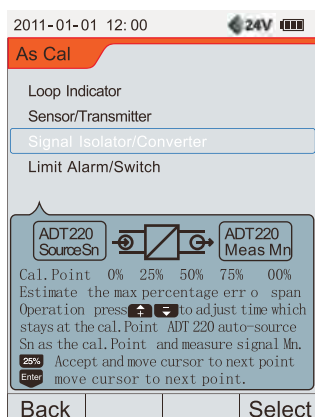 2011-01-01 12:00 24V
As Cal
Loop Indicator
Sensor/Transmitter
Signal Isolator/Converter
Limit Alarm/Switch
ADT220 SourceSn ADT220 Meas Mn
Cal.Point 0% 25% 50% 75% 00%
Estimate the max percentage err o span
Operation press to adjust time which
stays at the cal.Point ADT 220 auto-source
Sn as the cal.Point and measure signal Mn.
25% Accept and move cursor to next point
Enter move cursor to next point.
Back Select